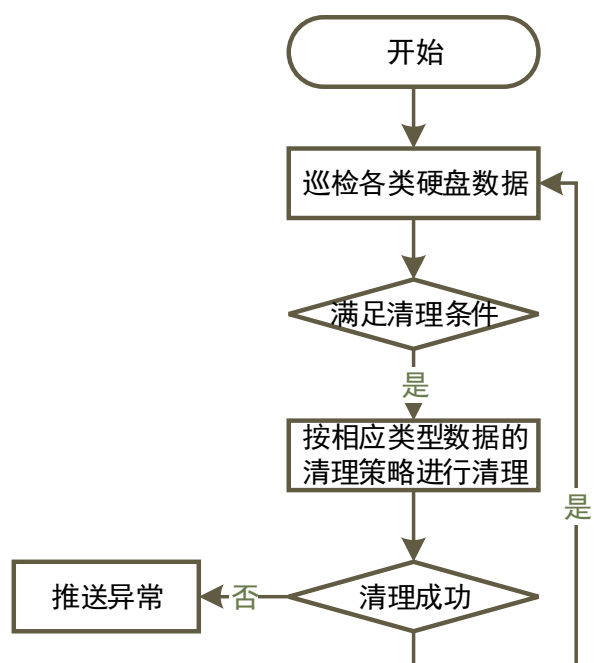 开始
巡检各类硬盘数据
满足清理条件
是
按相应类型数据的
清理策略进行清理
是
推送异常
否
清理成功